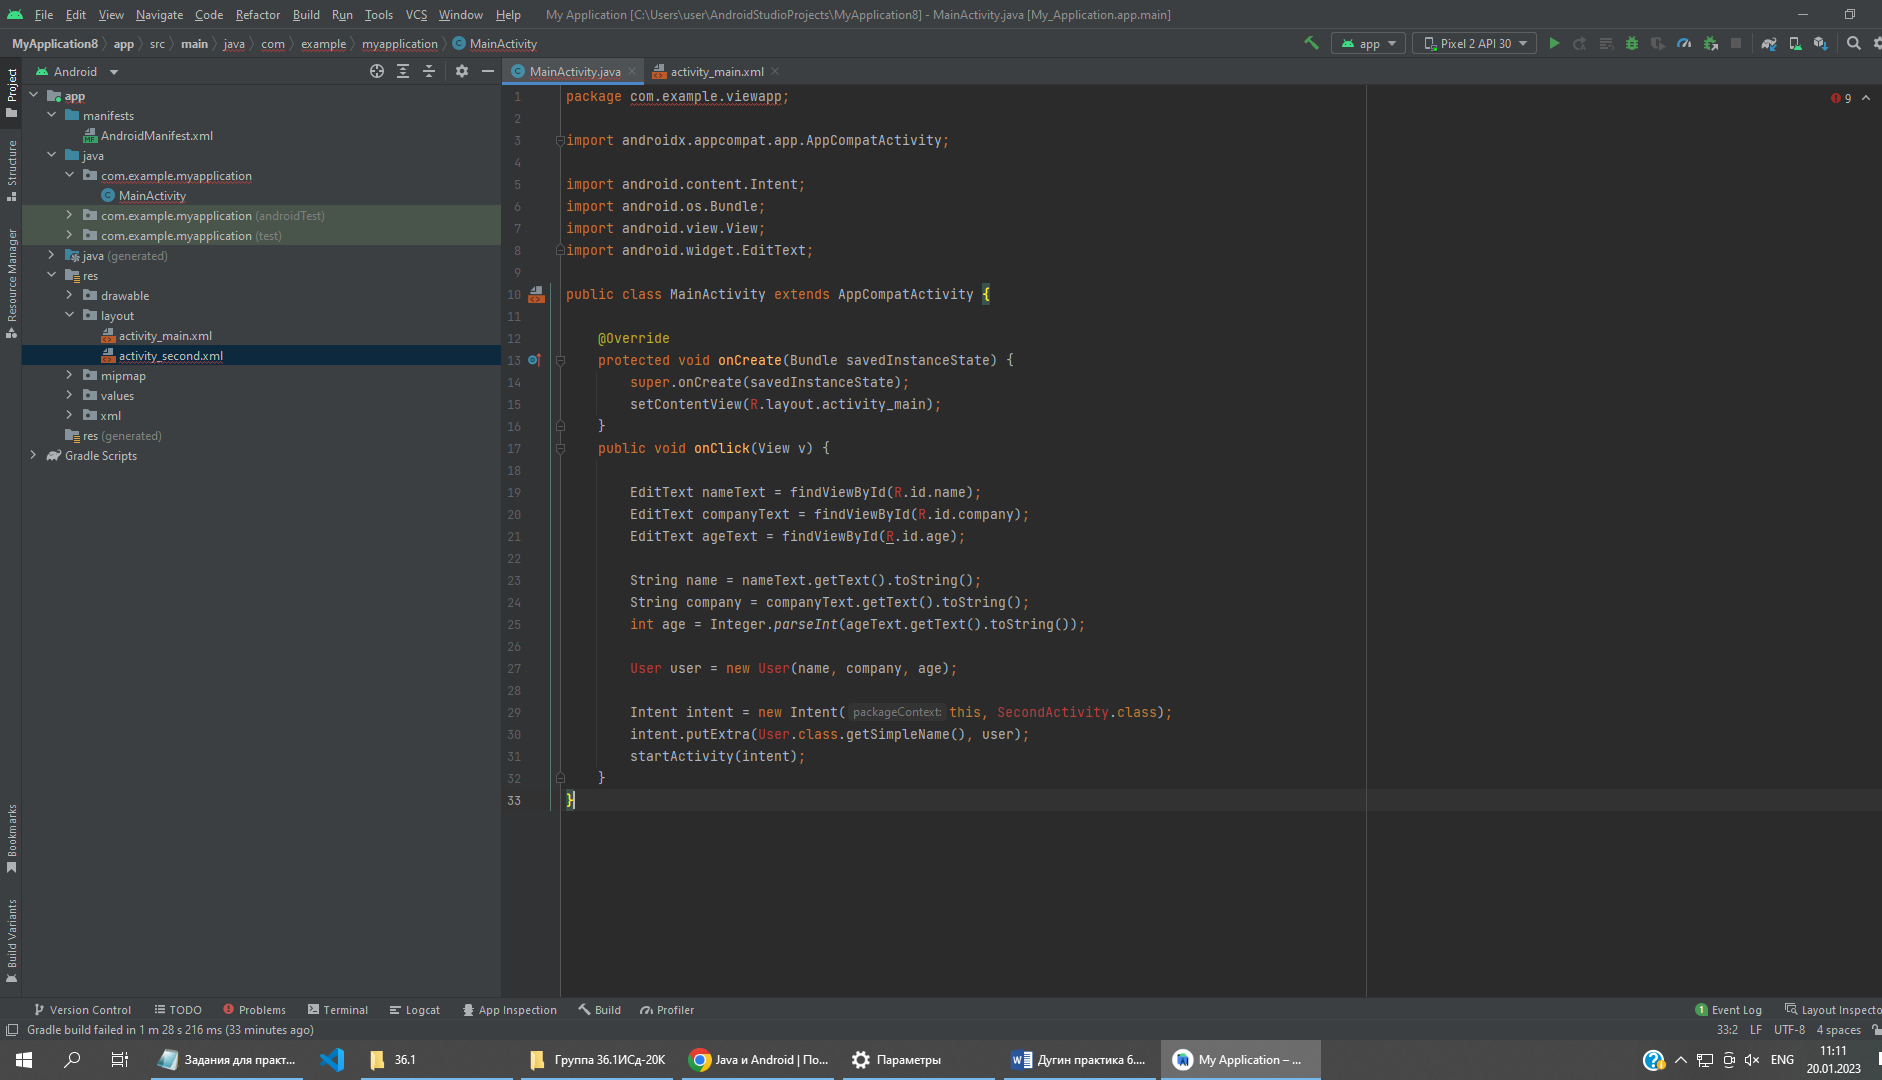 File Edit View Navigate Code Refactor Build Run Tools VCS Window Help My Application [C:\Users\user\AndroidStudioProjects\MyApplication8] - MainActivity.java [My_Application.app.main]
MyApplication8 app src main java com example myapplication MainActivity app Pixel 2 API 30
Android MainActivity.java activity_main.xml
Project
Structure
Resource Manager
Bookmarks
Build Variants
app
manifests
AndroidManifest.xml
java
com.example.myapplication
MainActivity
com.example.myapplication (androidTest)
com.example.myapplication (test)
java (generated)
res
drawable
layout
activity_main.xml
activity_second.xml
mipmap
values
xml
res (generated)
Gradle Scripts
9
1 package com.example.viewapp;
2
3 import androidx.appcompat.app.AppCompatActivity;
4
5 import android.content.Intent;
6 import android.os.Bundle;
7 import android.view.View;
8 import android.widget.EditText;
9
10 public class MainActivity extends AppCompatActivity {
11
12 @Override
13 protected void onCreate(Bundle savedInstanceState) {
14 super.onCreate(savedInstanceState);
15 setContentView(R.layout.activity_main);
16 }
17 public void onClick(View v) {
18
19 EditText nameText = findViewById(R.id.name);
20 EditText companyText = findViewById(R.id.company);
21 EditText ageText = findViewById(R.id.age);
22
23 String name = nameText.getText().toString();
24 String company = companyText.getText().toString();
25 int age = Integer.parseInt(ageText.getText().toString());
26
27 User user = new User(name, company, age);
28
29 Intent intent = new Intent( packageContext: this, SecondActivity.class);
30 intent.putExtra(User.class.getSimpleName(), user);
31 startActivity(intent);
32 }
33 }
Version Control TODO Problems Terminal Logcat App Inspection Build Profiler 1 Event Log Layout Inspecto
Gradle build failed in 1 m 28 s 216 ms (33 minutes ago) 33:2 LF UTF-8 4 spaces
Задания для практ... 36.1 Группа 36.1ИСд-20К Java и Android | По... Параметры Дугин практика 6.... My Application – ... ENG 11:11
20.01.2023